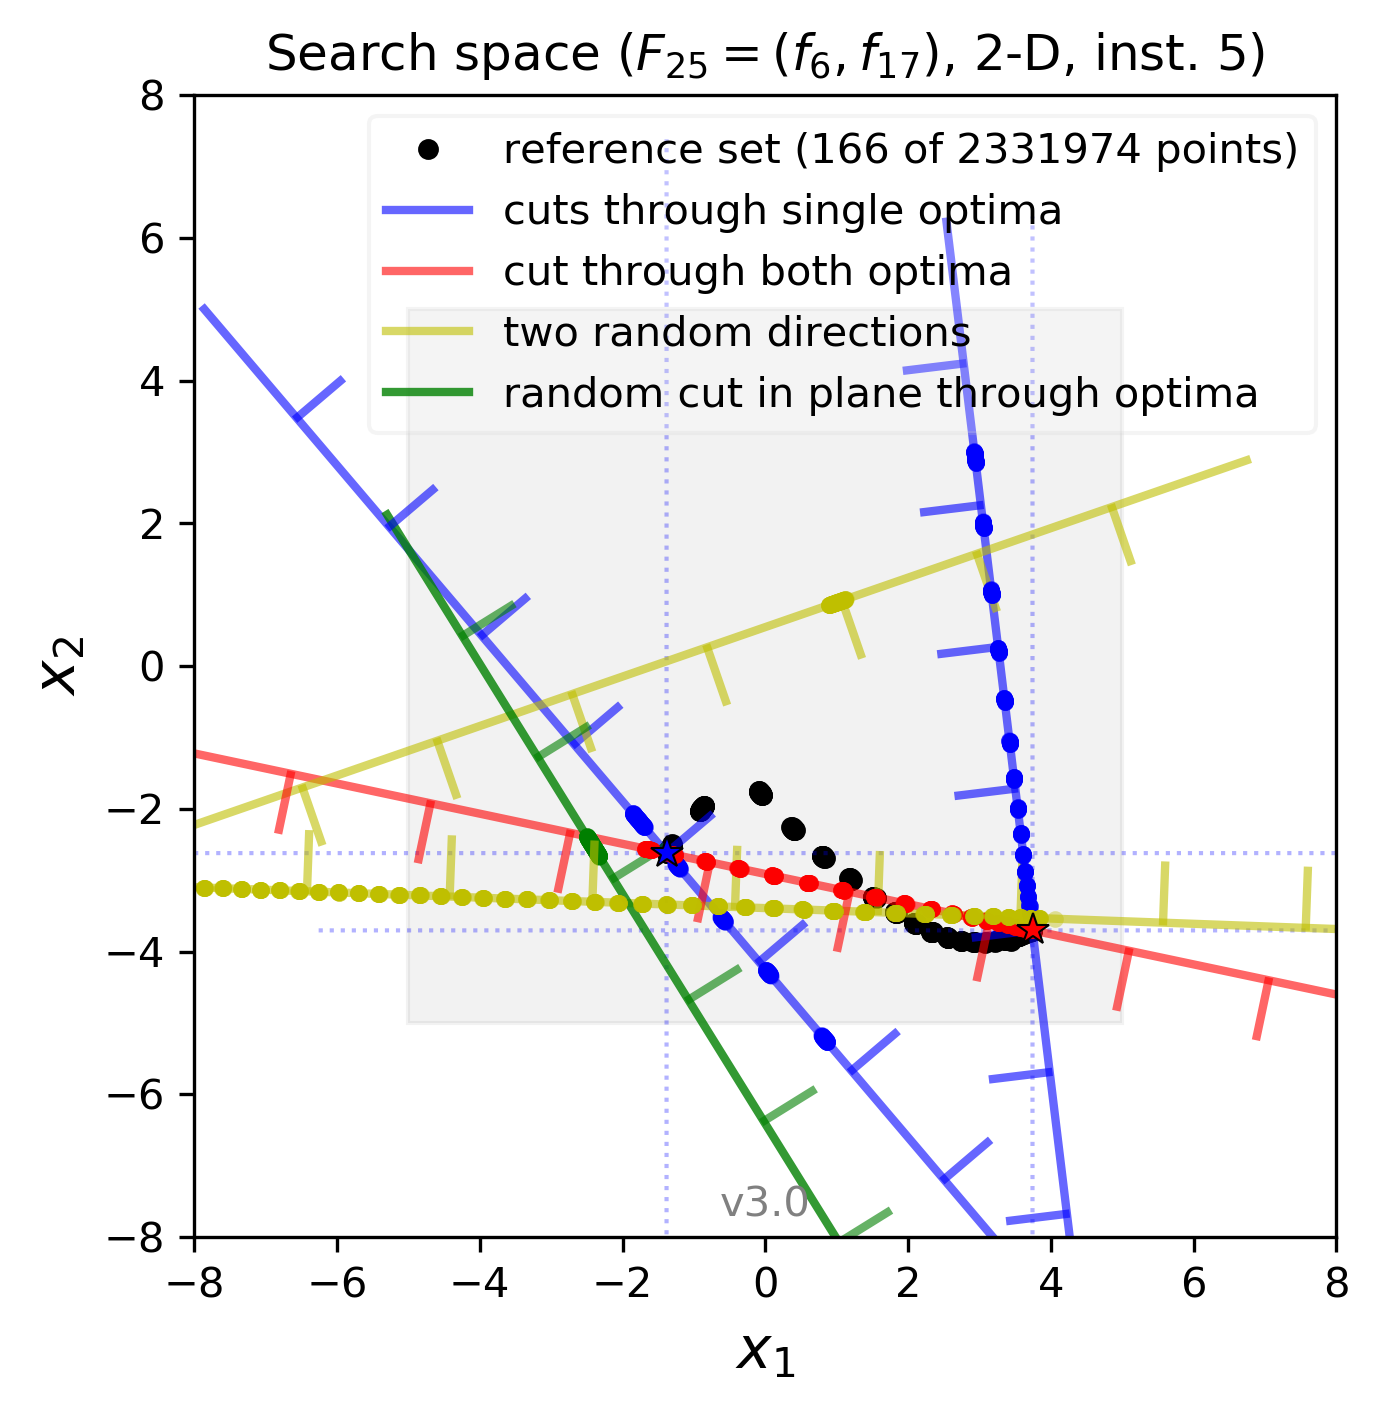 Search space (F25 = (f6, f17), 2-D, inst. 5)
reference set (166 of 2331974 points)
cuts through single optima
cut through both optima
two random directions
random cut in plane through optima
8
6
4
2
0
−2
−4
−6
−8
x2
v3.0
−8 −6 −4 −2 0 2 4 6 8
x1